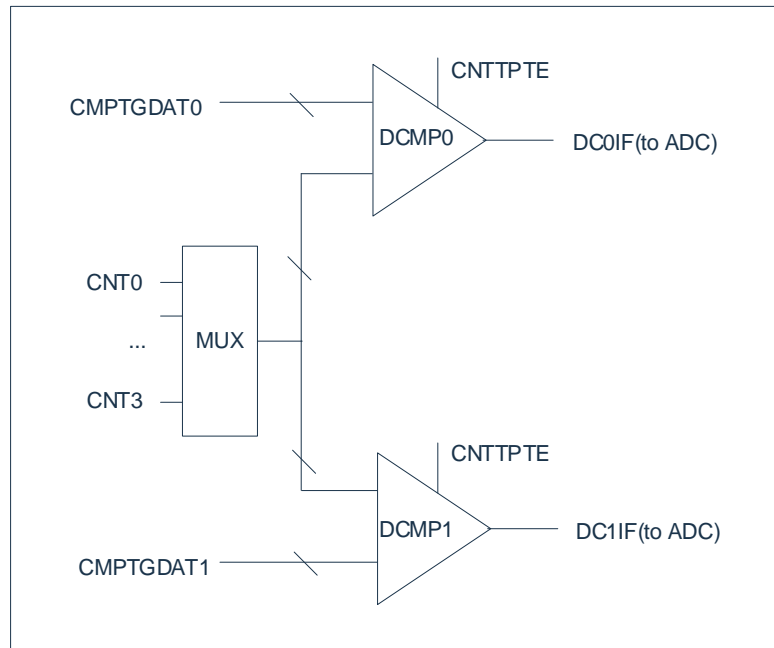 CNTTPTE
CMPTGDAT0
DCMP0
DC0IF(to ADC)
CNT0
...
MUX
CNT3
CNTTPTE
DCMP1
DC1IF(to ADC)
CMPTGDAT1